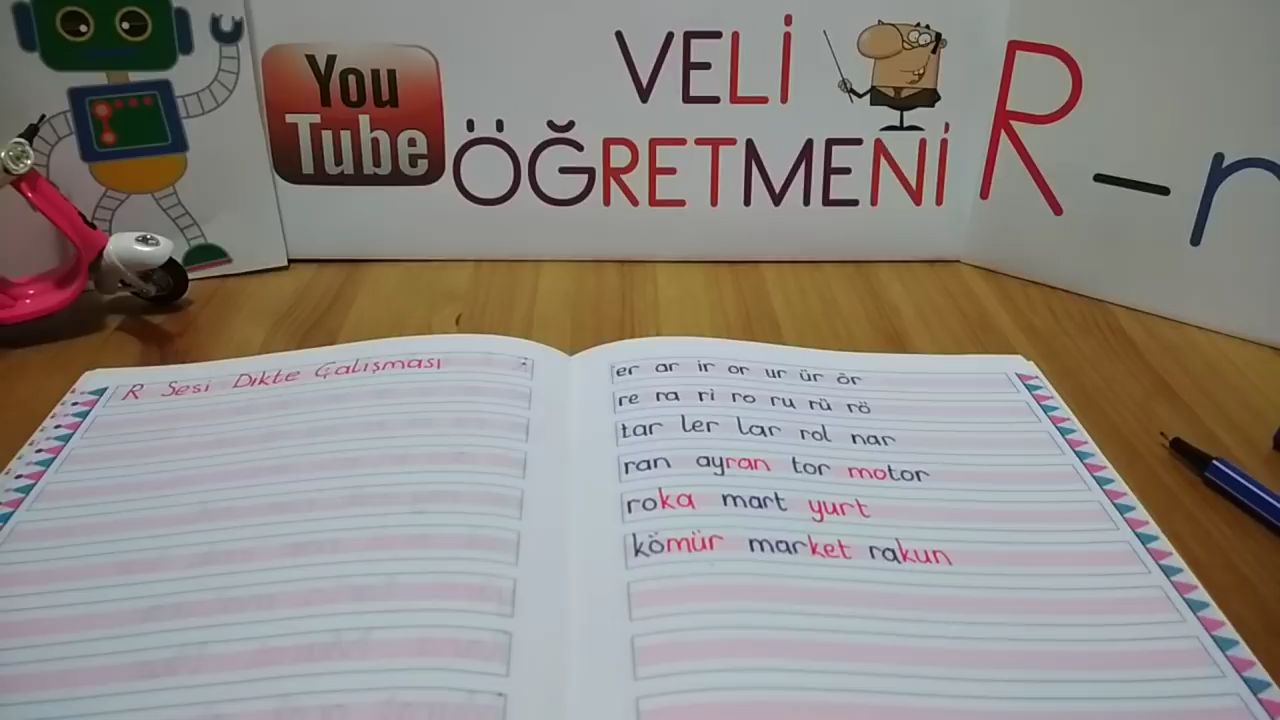 You
Tube
VELİ
ÖĞRETMENİ
R-r
R Sesi Dikte Çalışması
er ar ir or ur ür ör
re ra ri ro ru rü rö
tar ler lar rol nar
ran ayran tor motor
roka mart yurt
kömür market rakun